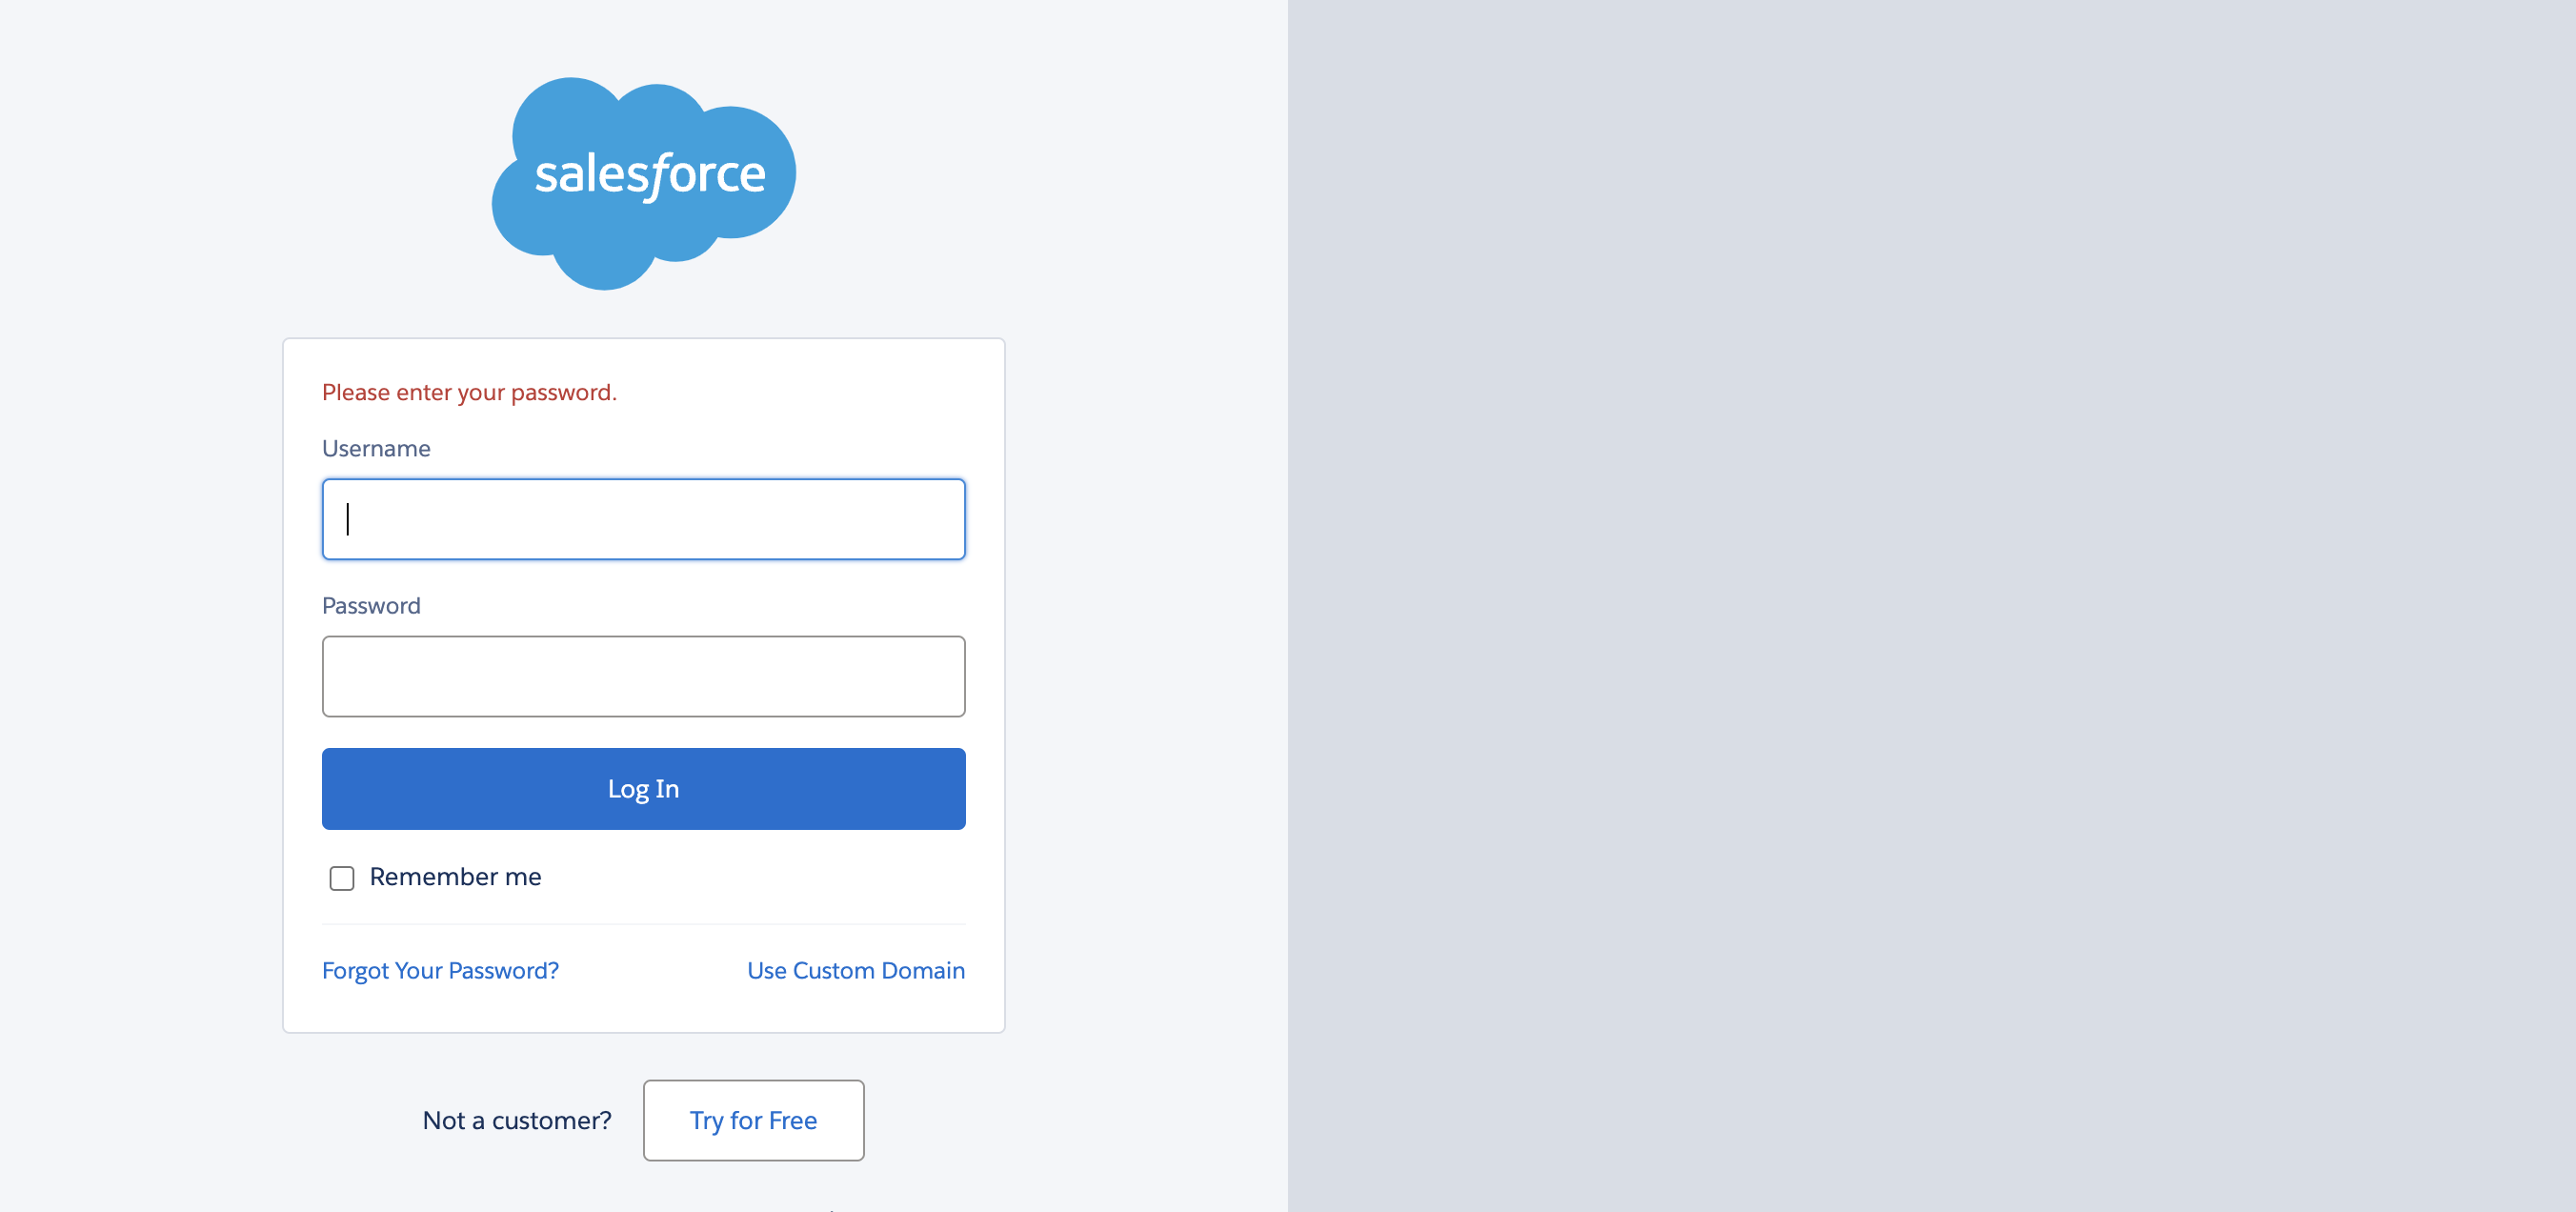 salesforce
Please enter your password.
Username
Password
Log In
Remember me
Forgot Your Password? Use Custom Domain
Not a customer? Try for Free